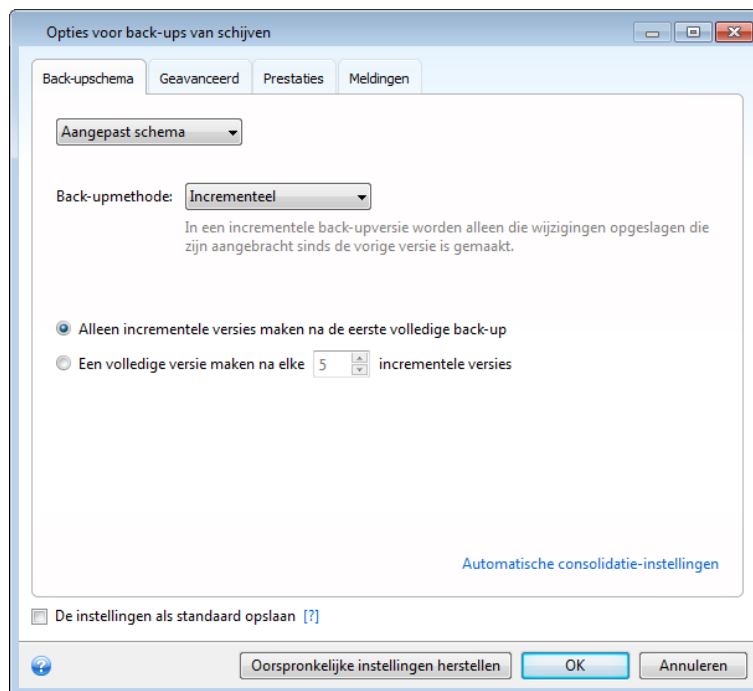 Opties voor back-ups van schijven
Back-upschema Geavanceerd Prestaties Meldingen
Aangepast schema
Back-upmethode: Incrementeel
In een incrementele back-upversie worden alleen die wijzigingen opgeslagen die
zijn aangebracht sinds de vorige versie is gemaakt.
Alleen incrementele versies maken na de eerste volledige back-up
Een volledige versie maken na elke 5 incrementele versies
Automatische consolidatie-instellingen
De instellingen als standaard opslaan [?]
? Oorspronkelijke instellingen herstellen OK Annuleren